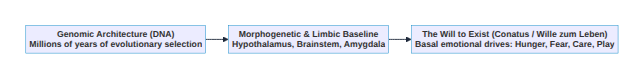 Genomic Architecture (DNA)
Millions of years of evolutionary selection
Morphogenetic & Limbic Baseline
Hypothalamus, Brainstem, Amygdala
The Will to Exist (Conatus / Wille zum Leben)
Basal emotional drives: Hunger, Fear, Care, Play